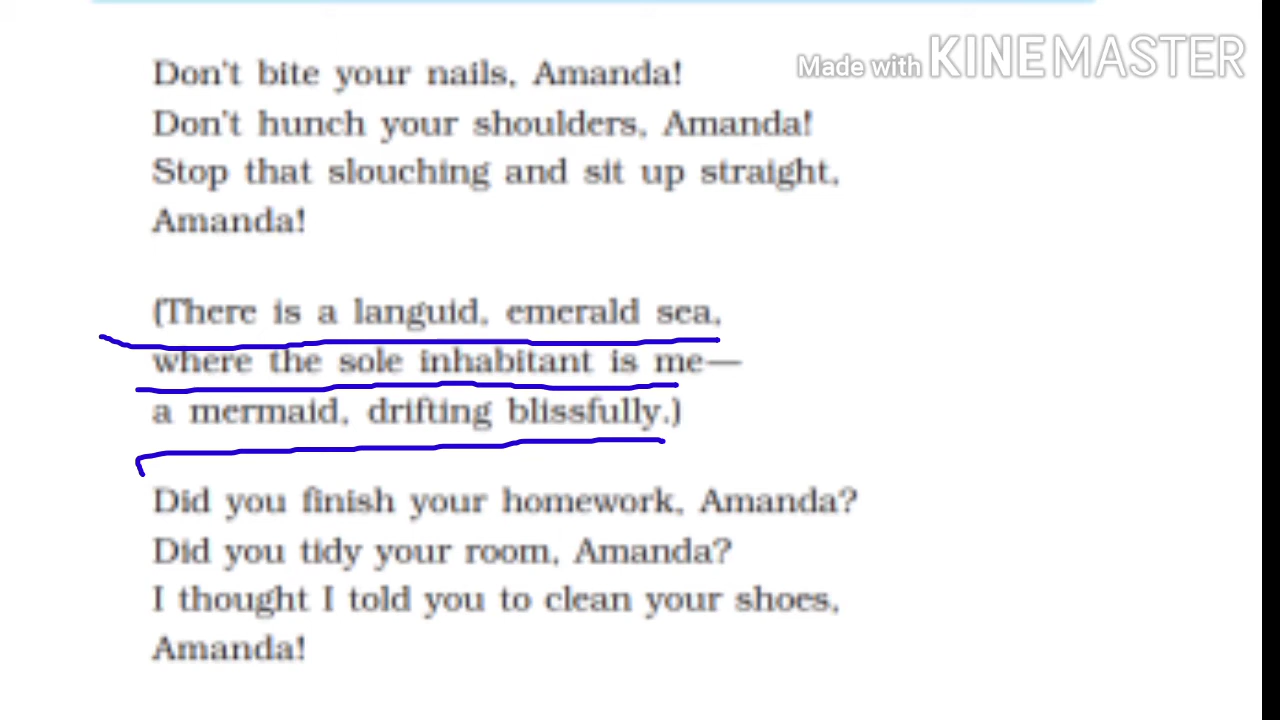 Made with KINEMASTER
Don't bite your nails, Amanda!
Don't hunch your shoulders, Amanda!
Stop that slouching and sit up straight,
Amanda!
(There is a languid, emerald sea,
where the sole inhabitant is me—
a mermaid, drifting blissfully.)
Did you finish your homework, Amanda?
Did you tidy your room, Amanda?
I thought I told you to clean your shoes,
Amanda!